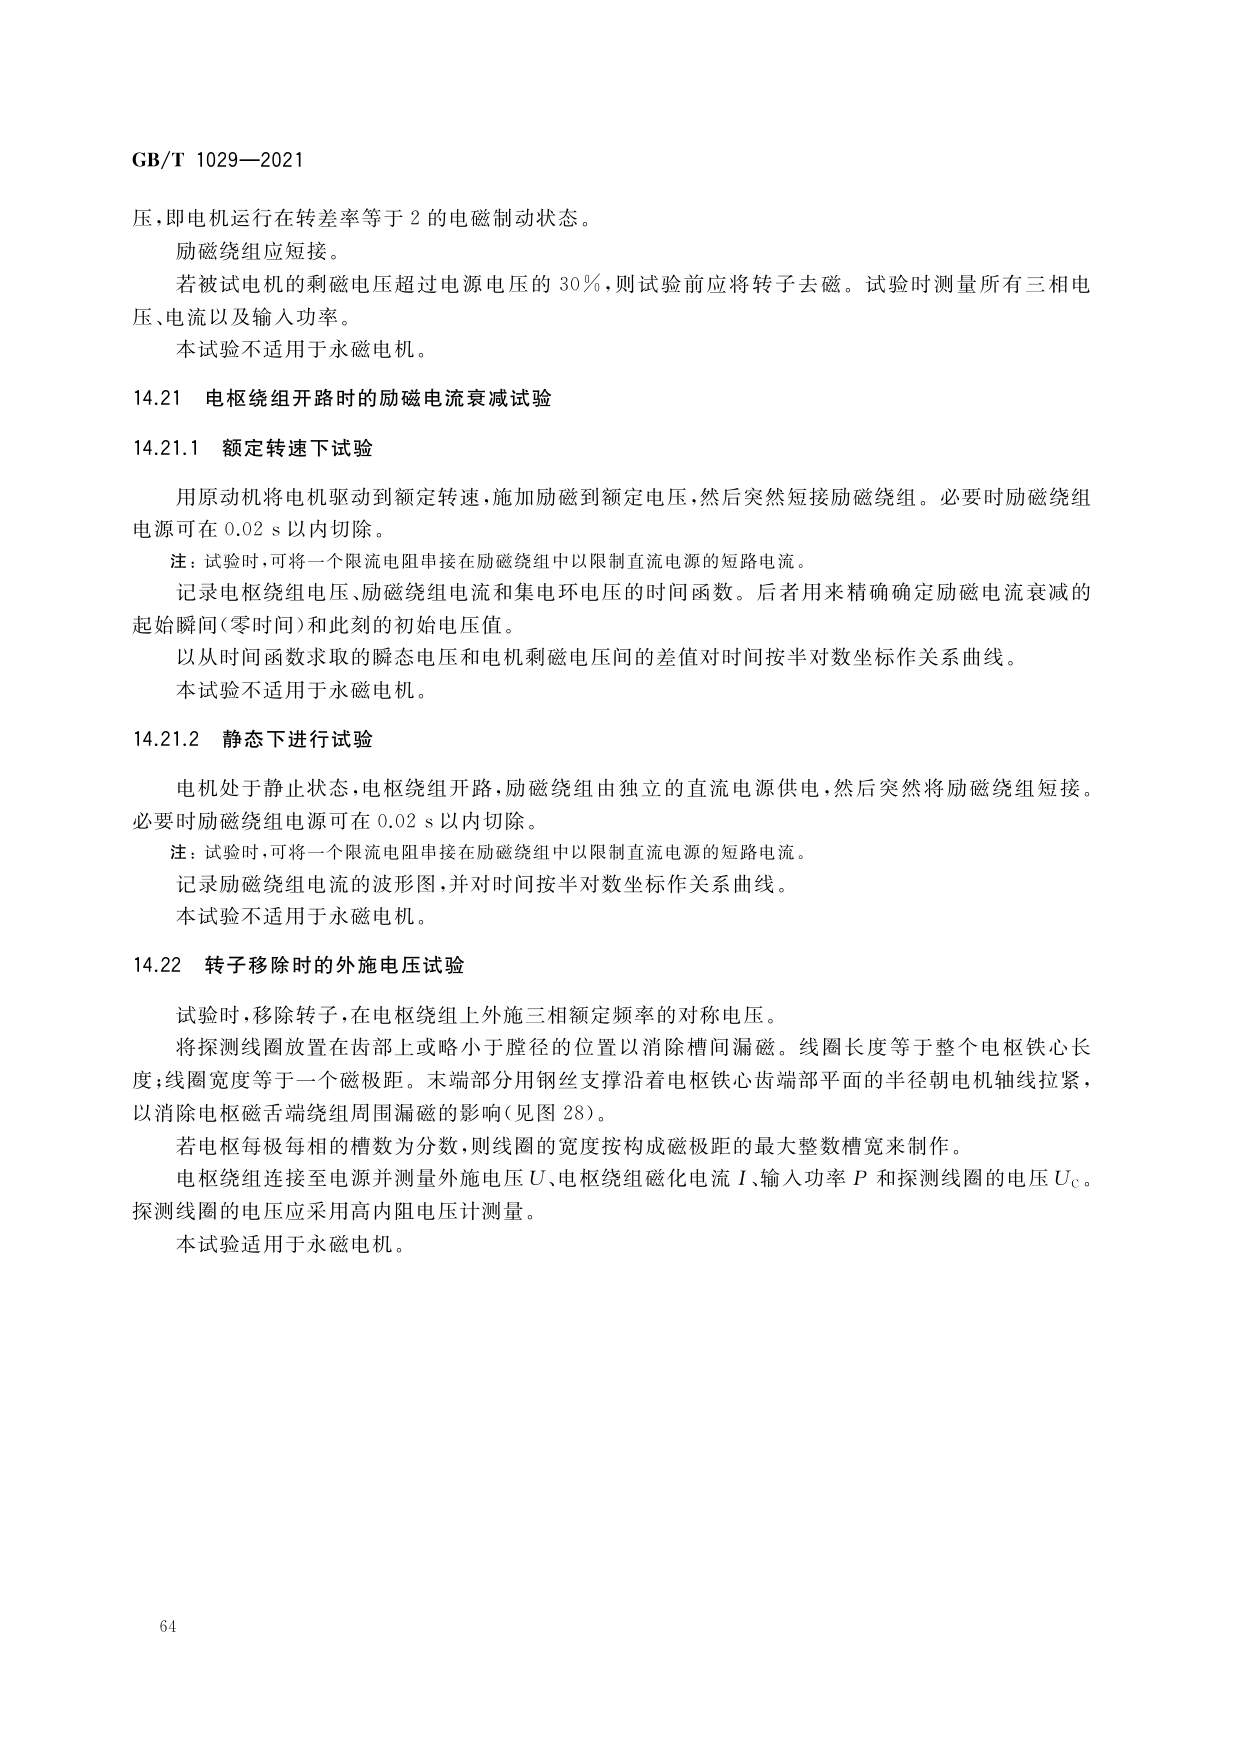 GB/T 1029—2021
压,即电机运行在转差率等于 2 的电磁制动状态。
励磁绕组应短接。
若被试电机的剩磁电压超过电源电压的 30%,则试验前应将转子去磁。试验时测量所有三相电
压、电流以及输入功率。
本试验不适用于永磁电机。
14.21 电枢绕组开路时的励磁电流衰减试验
14.21.1 额定转速下试验
用原动机将电机驱动到额定转速,施加励磁到额定电压,然后突然短接励磁绕组。必要时励磁绕组
电源可在 0.02 s 以内切除。
注:试验时,可将一个限流电阻串接在励磁绕组中以限制直流电源的短路电流。
记录电枢绕组电压、励磁绕组电流和集电环电压的时间函数。后者用来精确确定励磁电流衰减的
起始瞬间(零时间)和此刻的初始电压值。
以从时间函数求取的瞬态电压和电机剩磁电压间的差值对时间按半对数坐标作关系曲线。
本试验不适用于永磁电机。
14.21.2 静态下进行试验
电机处于静止状态,电枢绕组开路,励磁绕组由独立的直流电源供电,然后突然将励磁绕组短接。
必要时励磁绕组电源可在 0.02 s 以内切除。
注:试验时,可将一个限流电阻串接在励磁绕组中以限制直流电源的短路电流。
记录励磁绕组电流的波形图,并对时间按半对数坐标作关系曲线。
本试验不适用于永磁电机。
14.22 转子移除时的外施电压试验
试验时,移除转子,在电枢绕组上外施三相额定频率的对称电压。
将探测线圈放置在齿部上或略小于膛径的位置以消除槽间漏磁。线圈长度等于整个电枢铁心长
度;线圈宽度等于一个磁极距。末端部分用钢丝支撑沿着电枢铁心齿端部平面的半径朝电机轴线拉紧,
以消除电枢磁舌端绕组周围漏磁的影响(见图 28)。
若电枢每极每相的槽数为分数,则线圈的宽度按构成磁极距的最大整数槽宽来制作。
电枢绕组连接至电源并测量外施电压 U、电枢绕组磁化电流 I、输入功率 P 和探测线圈的电压 UC。
探测线圈的电压应采用高内阻电压计测量。
本试验适用于永磁电机。
64